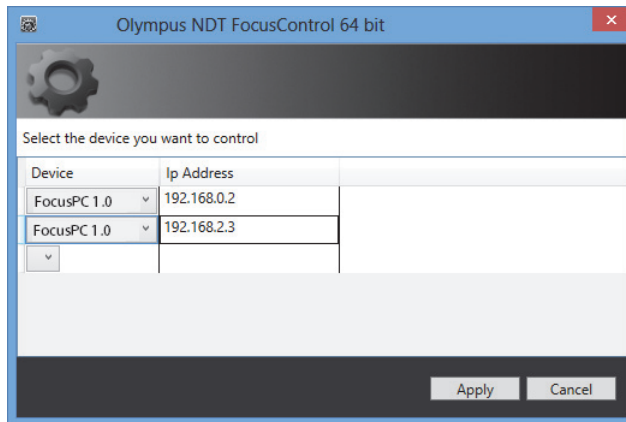 Olympus NDT FocusControl 64 bit
Select the device you want to control
Device Ip Address
FocusPC 1.0 192.168.0.2
FocusPC 1.0 192.168.2.3
Apply Cancel